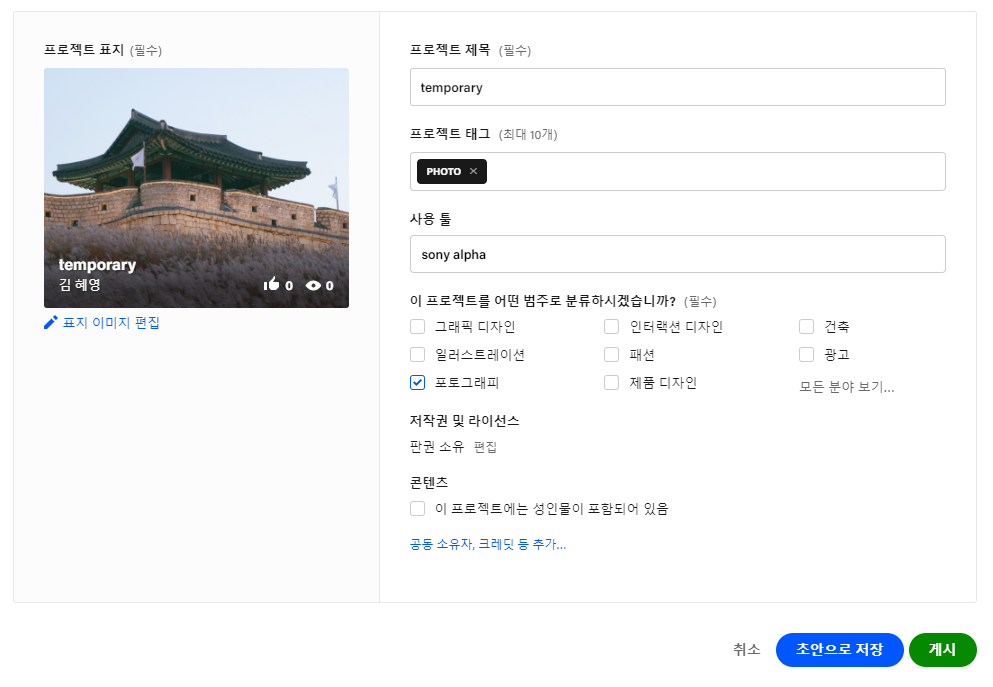 프로젝트 표지 (필수)
temporary
김 혜영
0 0
표지 이미지 편집
프로젝트 제목 (필수)
temporary
프로젝트 태그 (최대 10개)
PHOTO ×
사용 툴
sony alpha
이 프로젝트를 어떤 범주로 분류하시겠습니까? (필수)
그래픽 디자인 인터랙션 디자인 건축
일러스트레이션 패션 광고
포토그래피 제품 디자인 모든 분야 보기...
저작권 및 라이선스
판권 소유 편집
콘텐츠
이 프로젝트에는 성인물이 포함되어 있음
공동 소유자, 크레딧 등 추가...
취소 초안으로 저장 게시